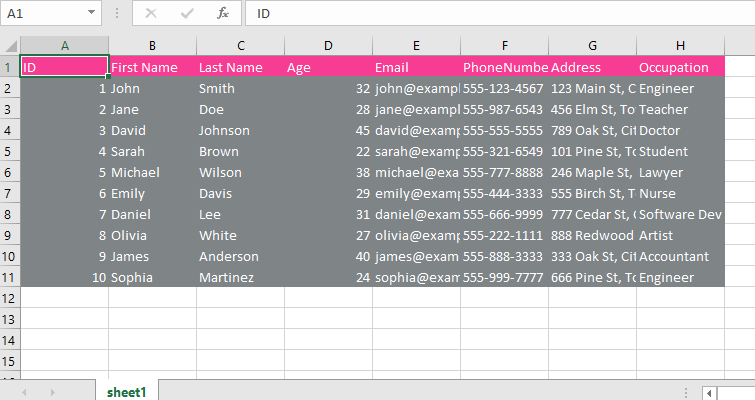 A1 fx ID
A B C D E F G H
1 ID First Name Last Name Age Email PhoneNumbe Address Occupation
2 1 John Smith 32 john@exampl 555-123-4567 123 Main St, C Engineer
3 2 Jane Doe 28 jane@exampl 555-987-6543 456 Elm St, To Teacher
4 3 David Johnson 45 david@exam 555-555-5555 789 Oak St, Cit Doctor
5 4 Sarah Brown 22 sarah@exam 555-321-6549 101 Pine St, To Student
6 5 Michael Wilson 38 michael@exa 555-777-8888 246 Maple St, Lawyer
7 6 Emily Davis 29 emily@exam 555-444-3333 555 Birch St, T Nurse
8 7 Daniel Lee 31 daniel@exam 555-666-9999 777 Cedar St, Software Dev
9 8 Olivia White 27 olivia@exam 555-222-1111 888 Redwood Artist
10 9 James Anderson 40 james@exam 555-888-3333 333 Oak St, Cit Accountant
11 10 Sophia Martinez 24 sophia@exam 555-999-7777 666 Pine St, To Engineer
12
13
14
15
sheet1